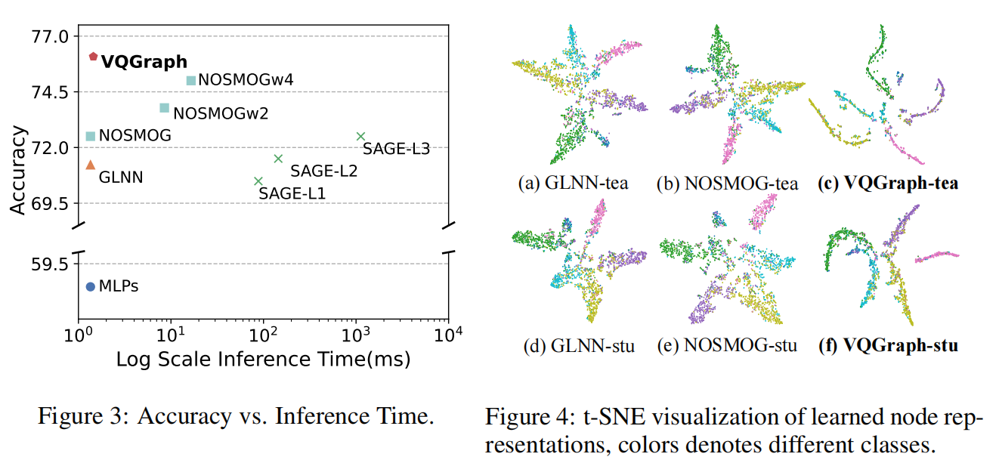 77.0
VQGraph
NOSMOGw4
74.5
NOSMOGw2
NOSMOG
72.0
SAGE-L3
GLNN
SAGE-L2
SAGE-L1
69.5
59.5
MLPs
Accuracy
10^0 10^1 10^2 10^3 10^4
Log Scale Inference Time(ms)
Figure 3: Accuracy vs. Inference Time.
(a) GLNN-tea (b) NOSMOG-tea (c) VQGraph-tea
(d) GLNN-stu (e) NOSMOG-stu (f) VQGraph-stu
Figure 4: t-SNE visualization of learned node rep-
resentations, colors denotes different classes.